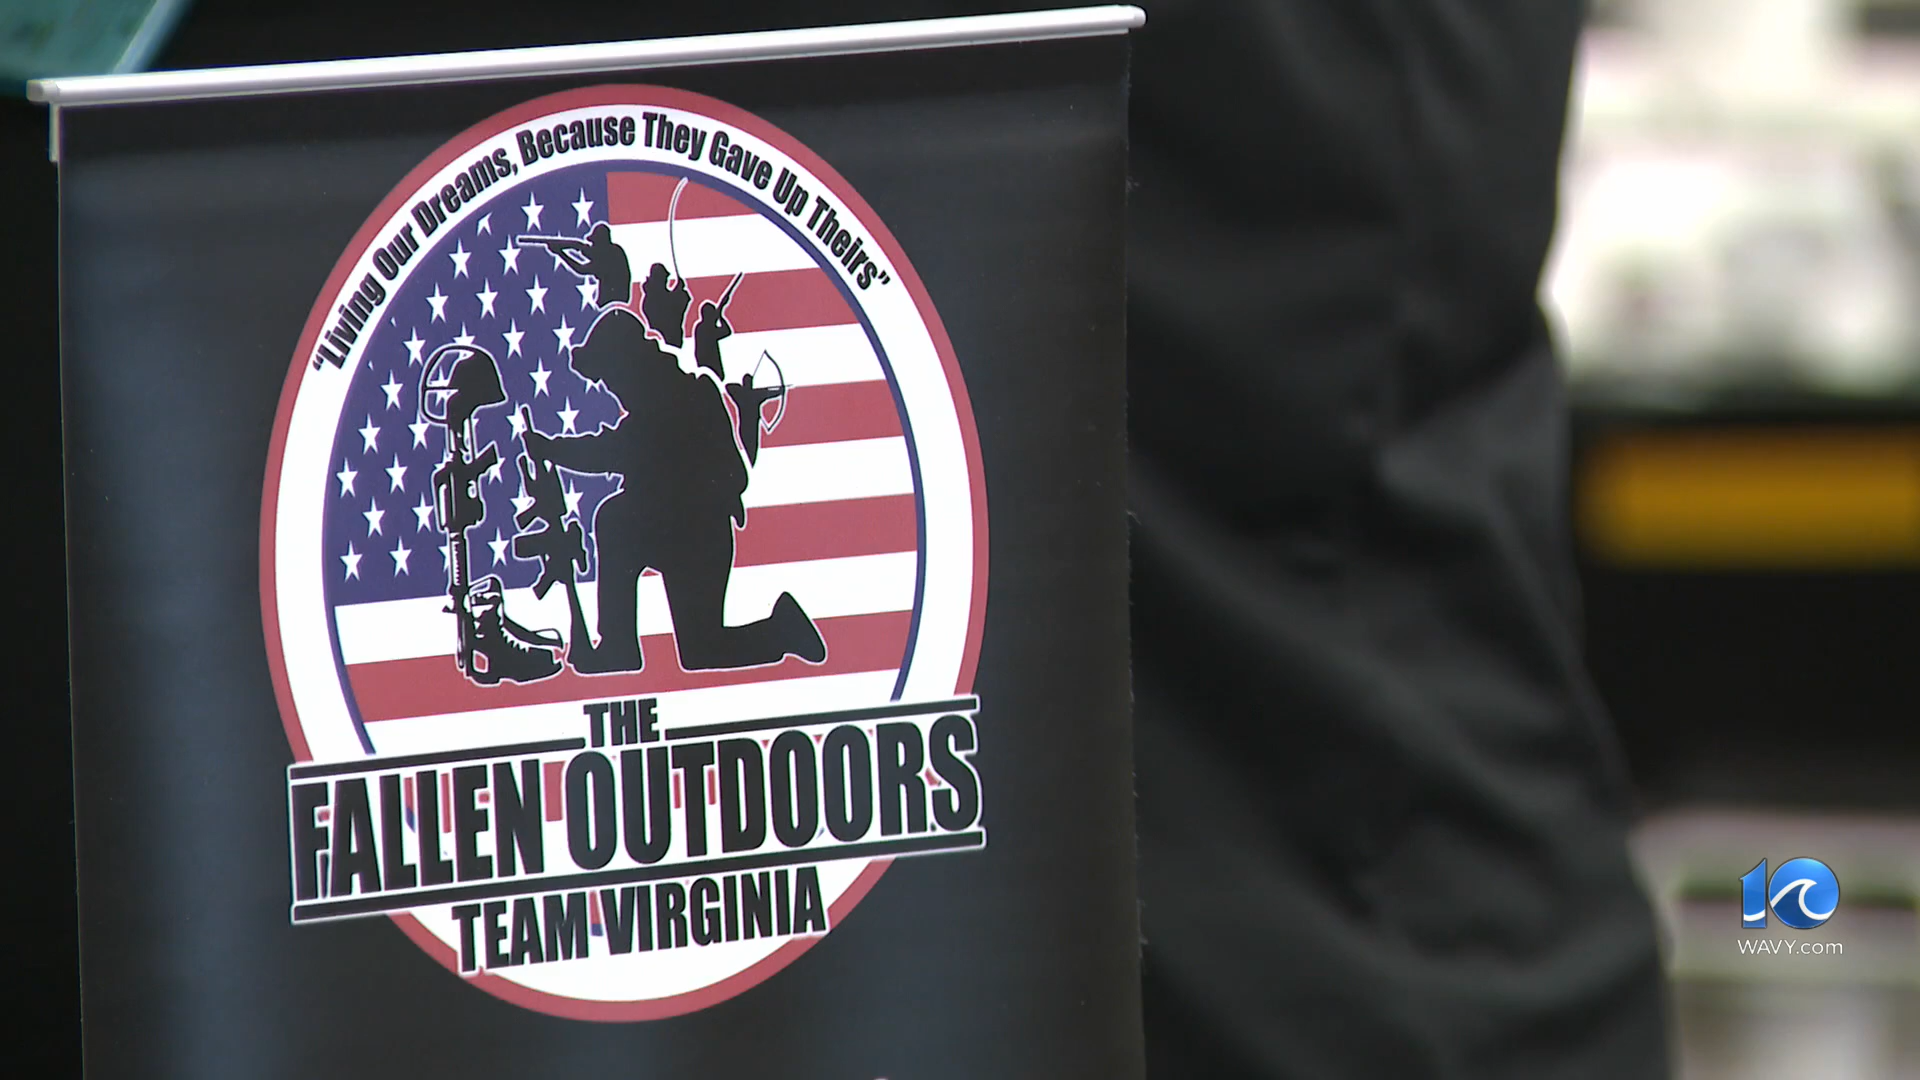 "Living Our Dreams, Because They Gave Up Theirs"
THE
FALLEN OUTDOORS
TEAM VIRGINIA
10
WAVY.com